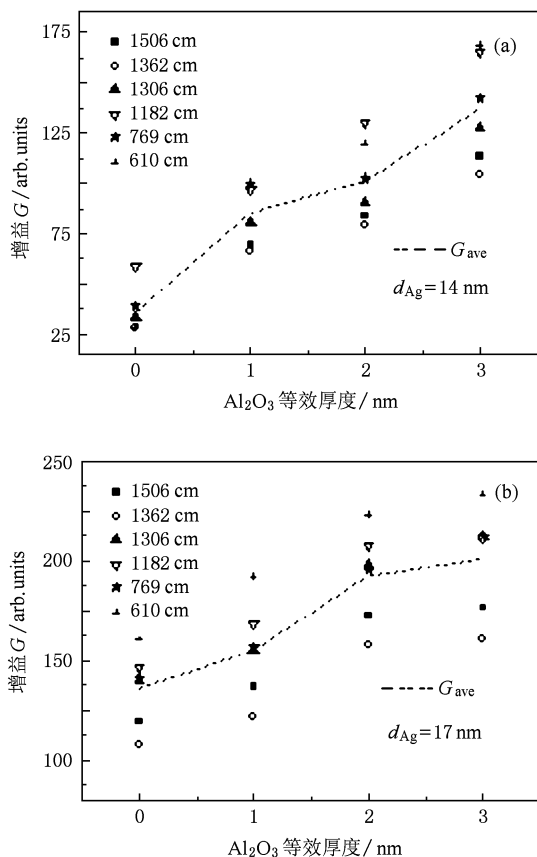 175
125
75
25
增益 G / arb.units
(a)
1506 cm
1362 cm
1306 cm
1182 cm
769 cm
610 cm
G_ave
d_Ag=14 nm
0 1 2 3
Al₂O₃ 等效厚度 / nm
250
200
150
100
增益 G / arb.units
(b)
1506 cm
1362 cm
1306 cm
1182 cm
769 cm
610 cm
G_ave
d_Ag=17 nm
0 1 2 3
Al₂O₃ 等效厚度 / nm